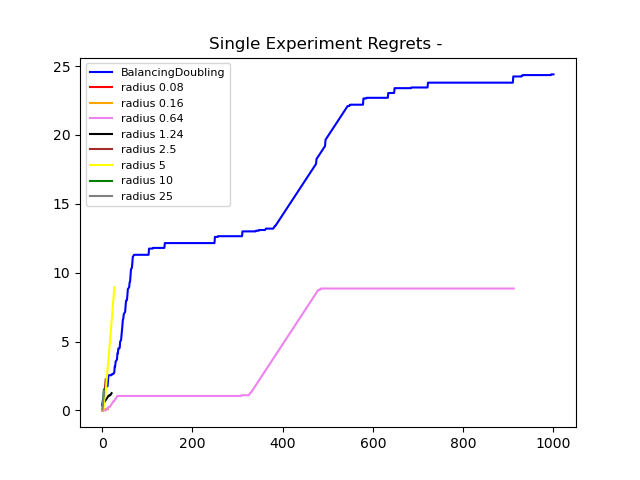 Single Experiment Regrets -
BalancingDoubling
radius 0.08
radius 0.16
radius 0.64
radius 1.24
radius 2.5
radius 5
radius 10
radius 25
25
20
15
10
5
0
0 200 400 600 800 1000